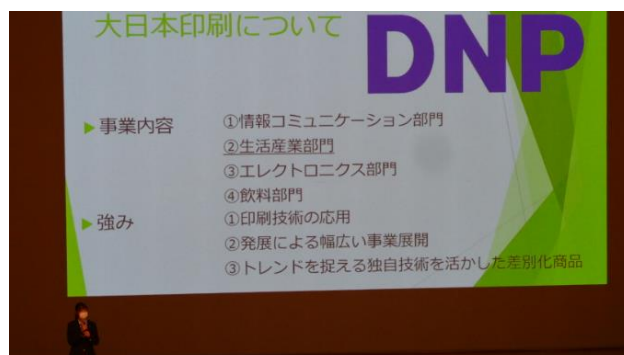 大日本印刷について
DNP
事業内容
①情報コミュニケーション部門
②生活産業部門
③エレクトロニクス部門
④飲料部門
強み
①印刷技術の応用
②発展による幅広い事業展開
③トレンドを捉える独自技術を活かした差別化商品